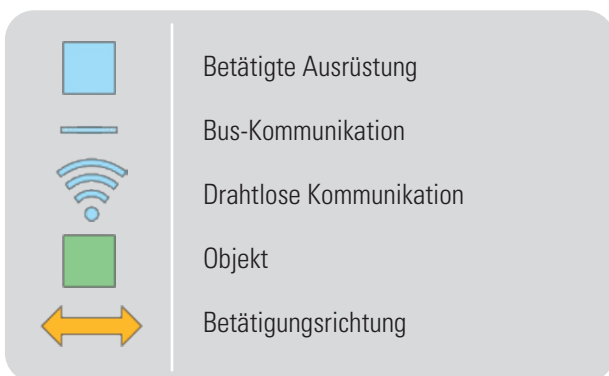 Betätigte Ausrüstung
Bus-Kommunikation
Drahtlose Kommunikation
Objekt
Betätigungsrichtung